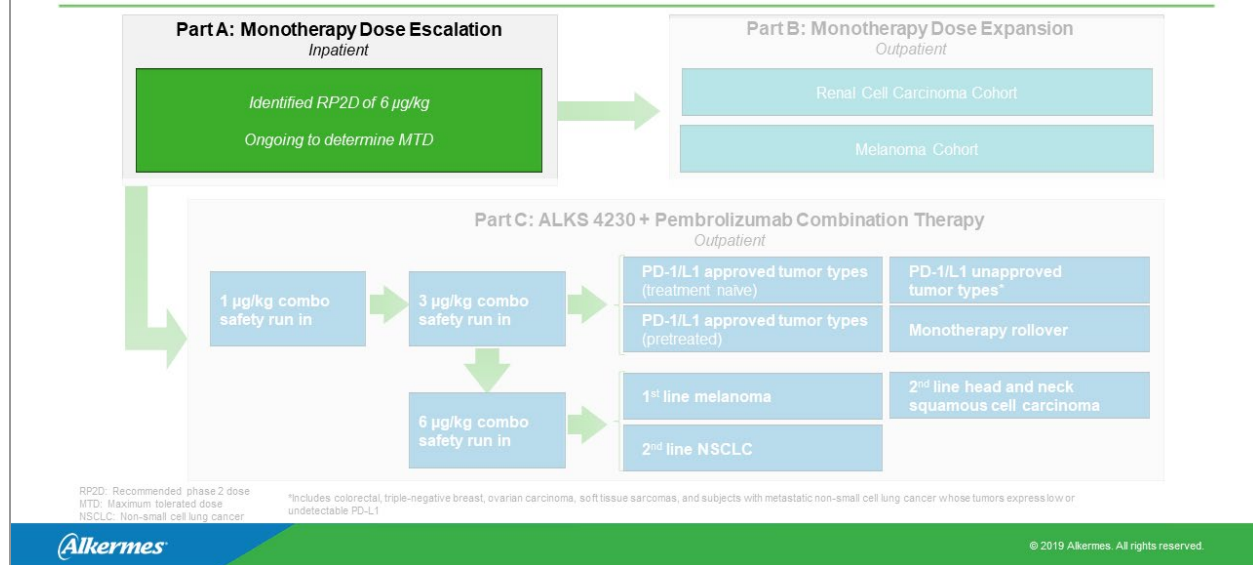 Part A: Monotherapy Dose Escalation
Inpatient
Identified RP2D of 6 µg/kg
Ongoing to determine MTD
Part B: Monotherapy Dose Expansion
Outpatient
Renal Cell Carcinoma Cohort
Melanoma Cohort
Part C: ALKS 4230 + Pembrolizumab Combination Therapy
Outpatient
1 µg/kg combo
safety run in
3 µg/kg combo
safety run in
PD-1/L1 approved tumor types
(treatment naïve)
PD-1/L1 unapproved
tumor types*
PD-1/L1 approved tumor types
(pretreated)
Monotherapy rollover
6 µg/kg combo
safety run in
1st line melanoma
2nd line head and neck
squamous cell carcinoma
2nd line NSCLC
RP2D: Recommended phase 2 dose
MTD: Maximum tolerated dose
NSCLC: Non-small cell lung cancer
*Includes colorectal, triple-negative breast, ovarian carcinoma, soft tissue sarcomas, and subjects with metastatic non-small cell lung cancer whose tumors express low or
undetectable PD-L1
Alkermes
© 2019 Alkermes. All rights reserved.